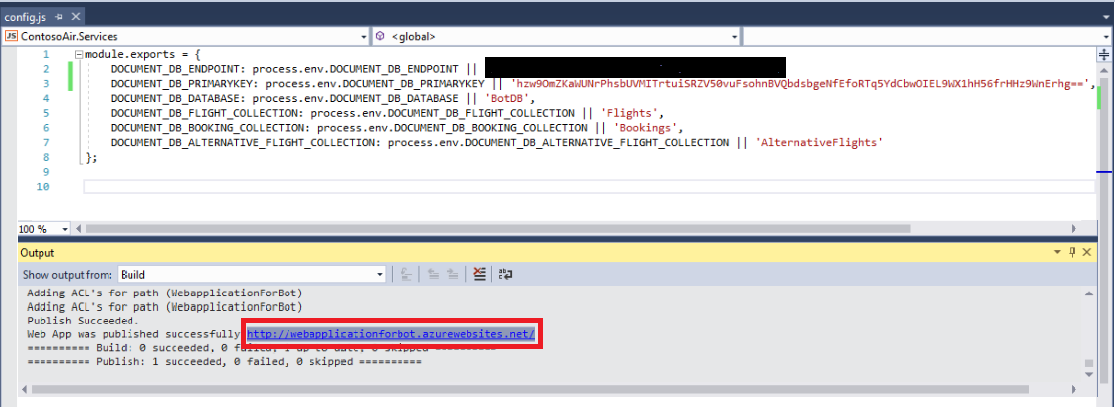 config.js
JS ContosoAir.Services <global>
1 module.exports = {
2 DOCUMENT_DB_ENDPOINT: process.env.DOCUMENT_DB_ENDPOINT ||
3 DOCUMENT_DB_PRIMARYKEY: process.env.DOCUMENT_DB_PRIMARYKEY || 'hzw9OmZKaWUNrPhsbUVMITrtuiSRZV50vuFsohnBVQbdsbgeNfEfoRTq5YdCbwOIEL9WX1hH56frHHz9WnErhg==',
4 DOCUMENT_DB_DATABASE: process.env.DOCUMENT_DB_DATABASE || 'BotDB',
5 DOCUMENT_DB_FLIGHT_COLLECTION: process.env.DOCUMENT_DB_FLIGHT_COLLECTION || 'Flights',
6 DOCUMENT_DB_BOOKING_COLLECTION: process.env.DOCUMENT_DB_BOOKING_COLLECTION || 'Bookings',
7 DOCUMENT_DB_ALTERNATIVE_FLIGHT_COLLECTION: process.env.DOCUMENT_DB_ALTERNATIVE_FLIGHT_COLLECTION || 'AlternativeFlights'
8 };
9
10
100 %
Output
Show output from: Build
Adding ACL's for path (WebapplicationForBot)
Adding ACL's for path (WebapplicationForBot)
Publish Succeeded.
Web App was published successfully http://webapplicationforbot.azurewebsites.net/
========== Build: 0 succeeded, 0 failed, 1 up-to-date, 0 skipped ==========
========== Publish: 1 succeeded, 0 failed, 0 skipped ==========